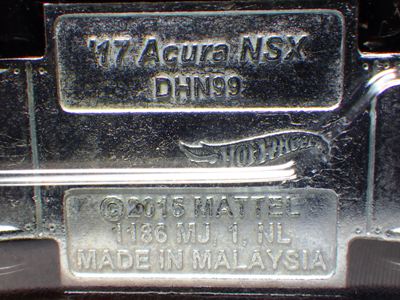 '17 Acura NSX
DHN99
HOT WHEELS
©2015 MATTEL
1186 MJ, 1, NL
MADE IN MALAYSIA